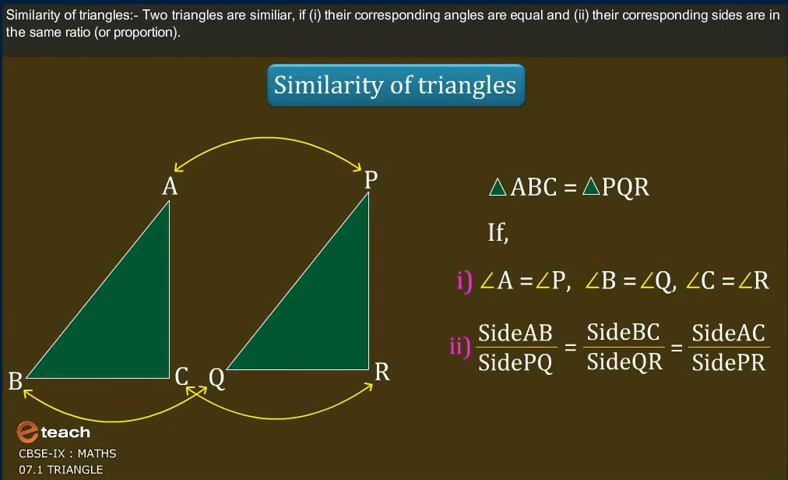 Similarity of triangles:- Two triangles are similiar, if (i) their corresponding angles are equal and (ii) their corresponding sides are in
the same ratio (or proportion).
Similarity of triangles
A
P
△ABC = △PQR
If,
i) ∠A =∠P, ∠B =∠Q, ∠C =∠R
ii) SideAB/SidePQ = SideBC/SideQR = SideAC/SidePR
B
C
Q
R
e teach
CBSE-IX : MATHS
07.1 TRIANGLE